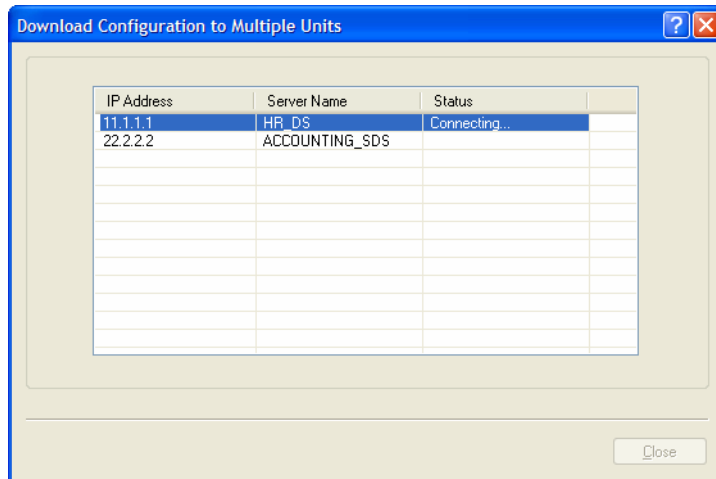 Download Configuration to Multiple Units
IP Address Server Name Status
11.1.1.1 HR_DS Connecting...
22.2.2.2 ACCOUNTING_SDS
Close